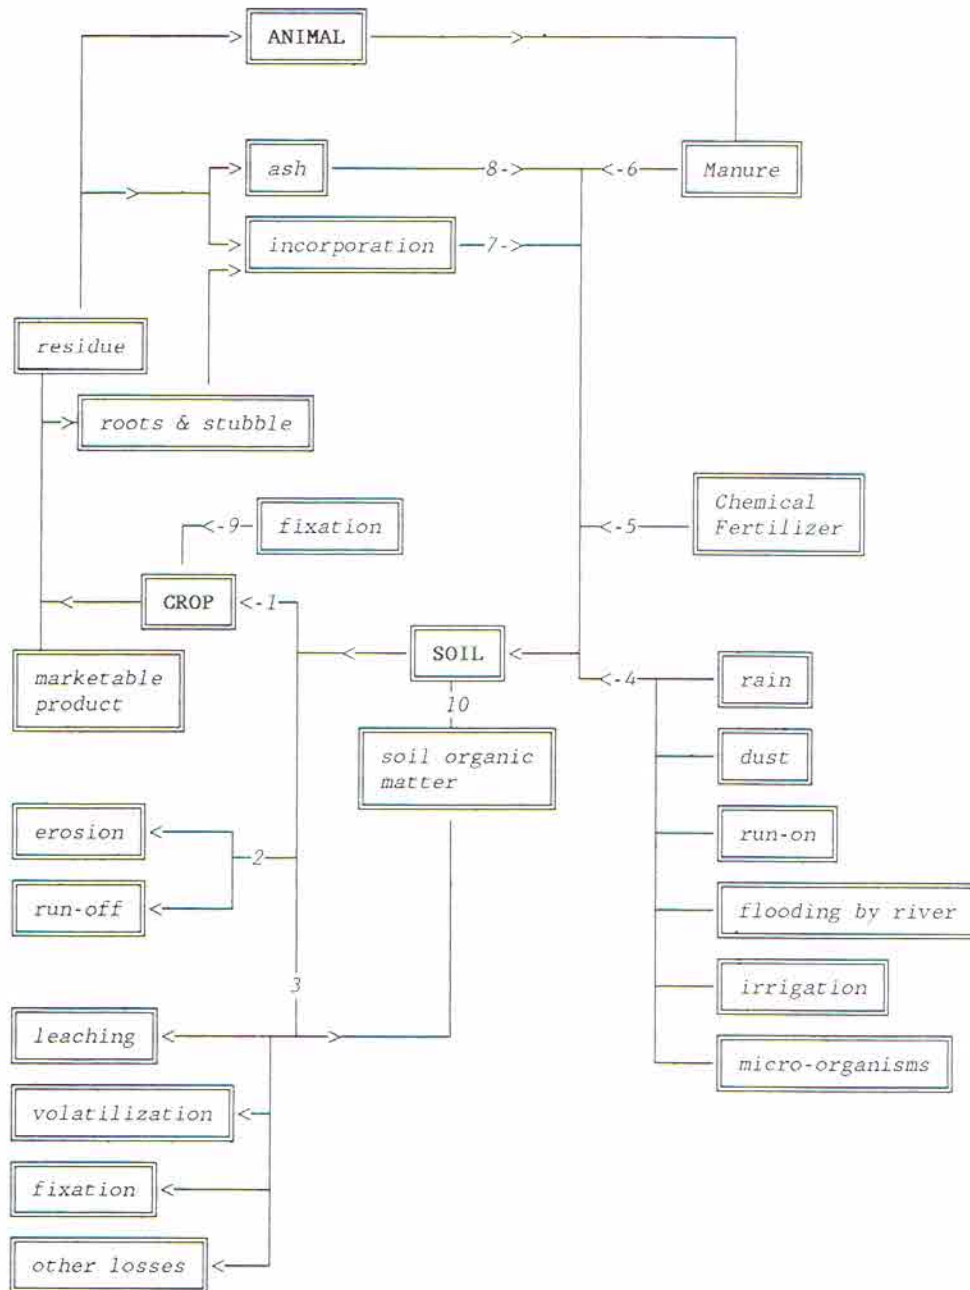 ANIMAL
ash
8
6
Manure
incorporation
7
residue
roots & stubble
Chemical
Fertilizer
5
9
fixation
CROP
1
SOIL
4
rain
marketable
product
10
soil organic
matter
dust
erosion
2
run-on
run-off
flooding by river
3
irrigation
leaching
micro-organisms
volatilization
fixation
other losses